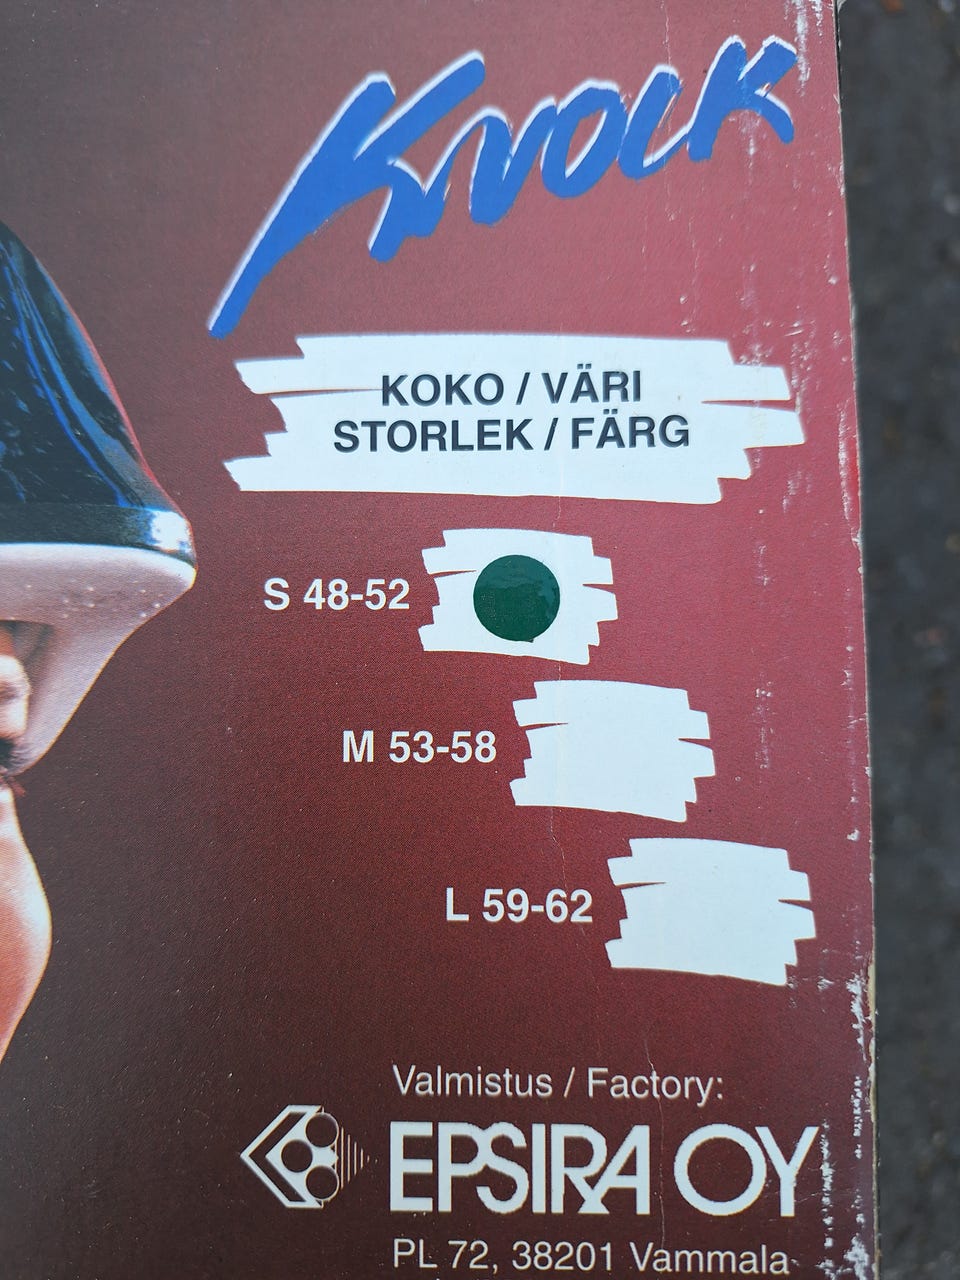 Knock
KOKO / VÄRI
STORLEK / FÄRG
S 48-52
M 53-58
L 59-62
Valmistus / Factory:
EPSIRA OY
PL 72, 38201 Vammala